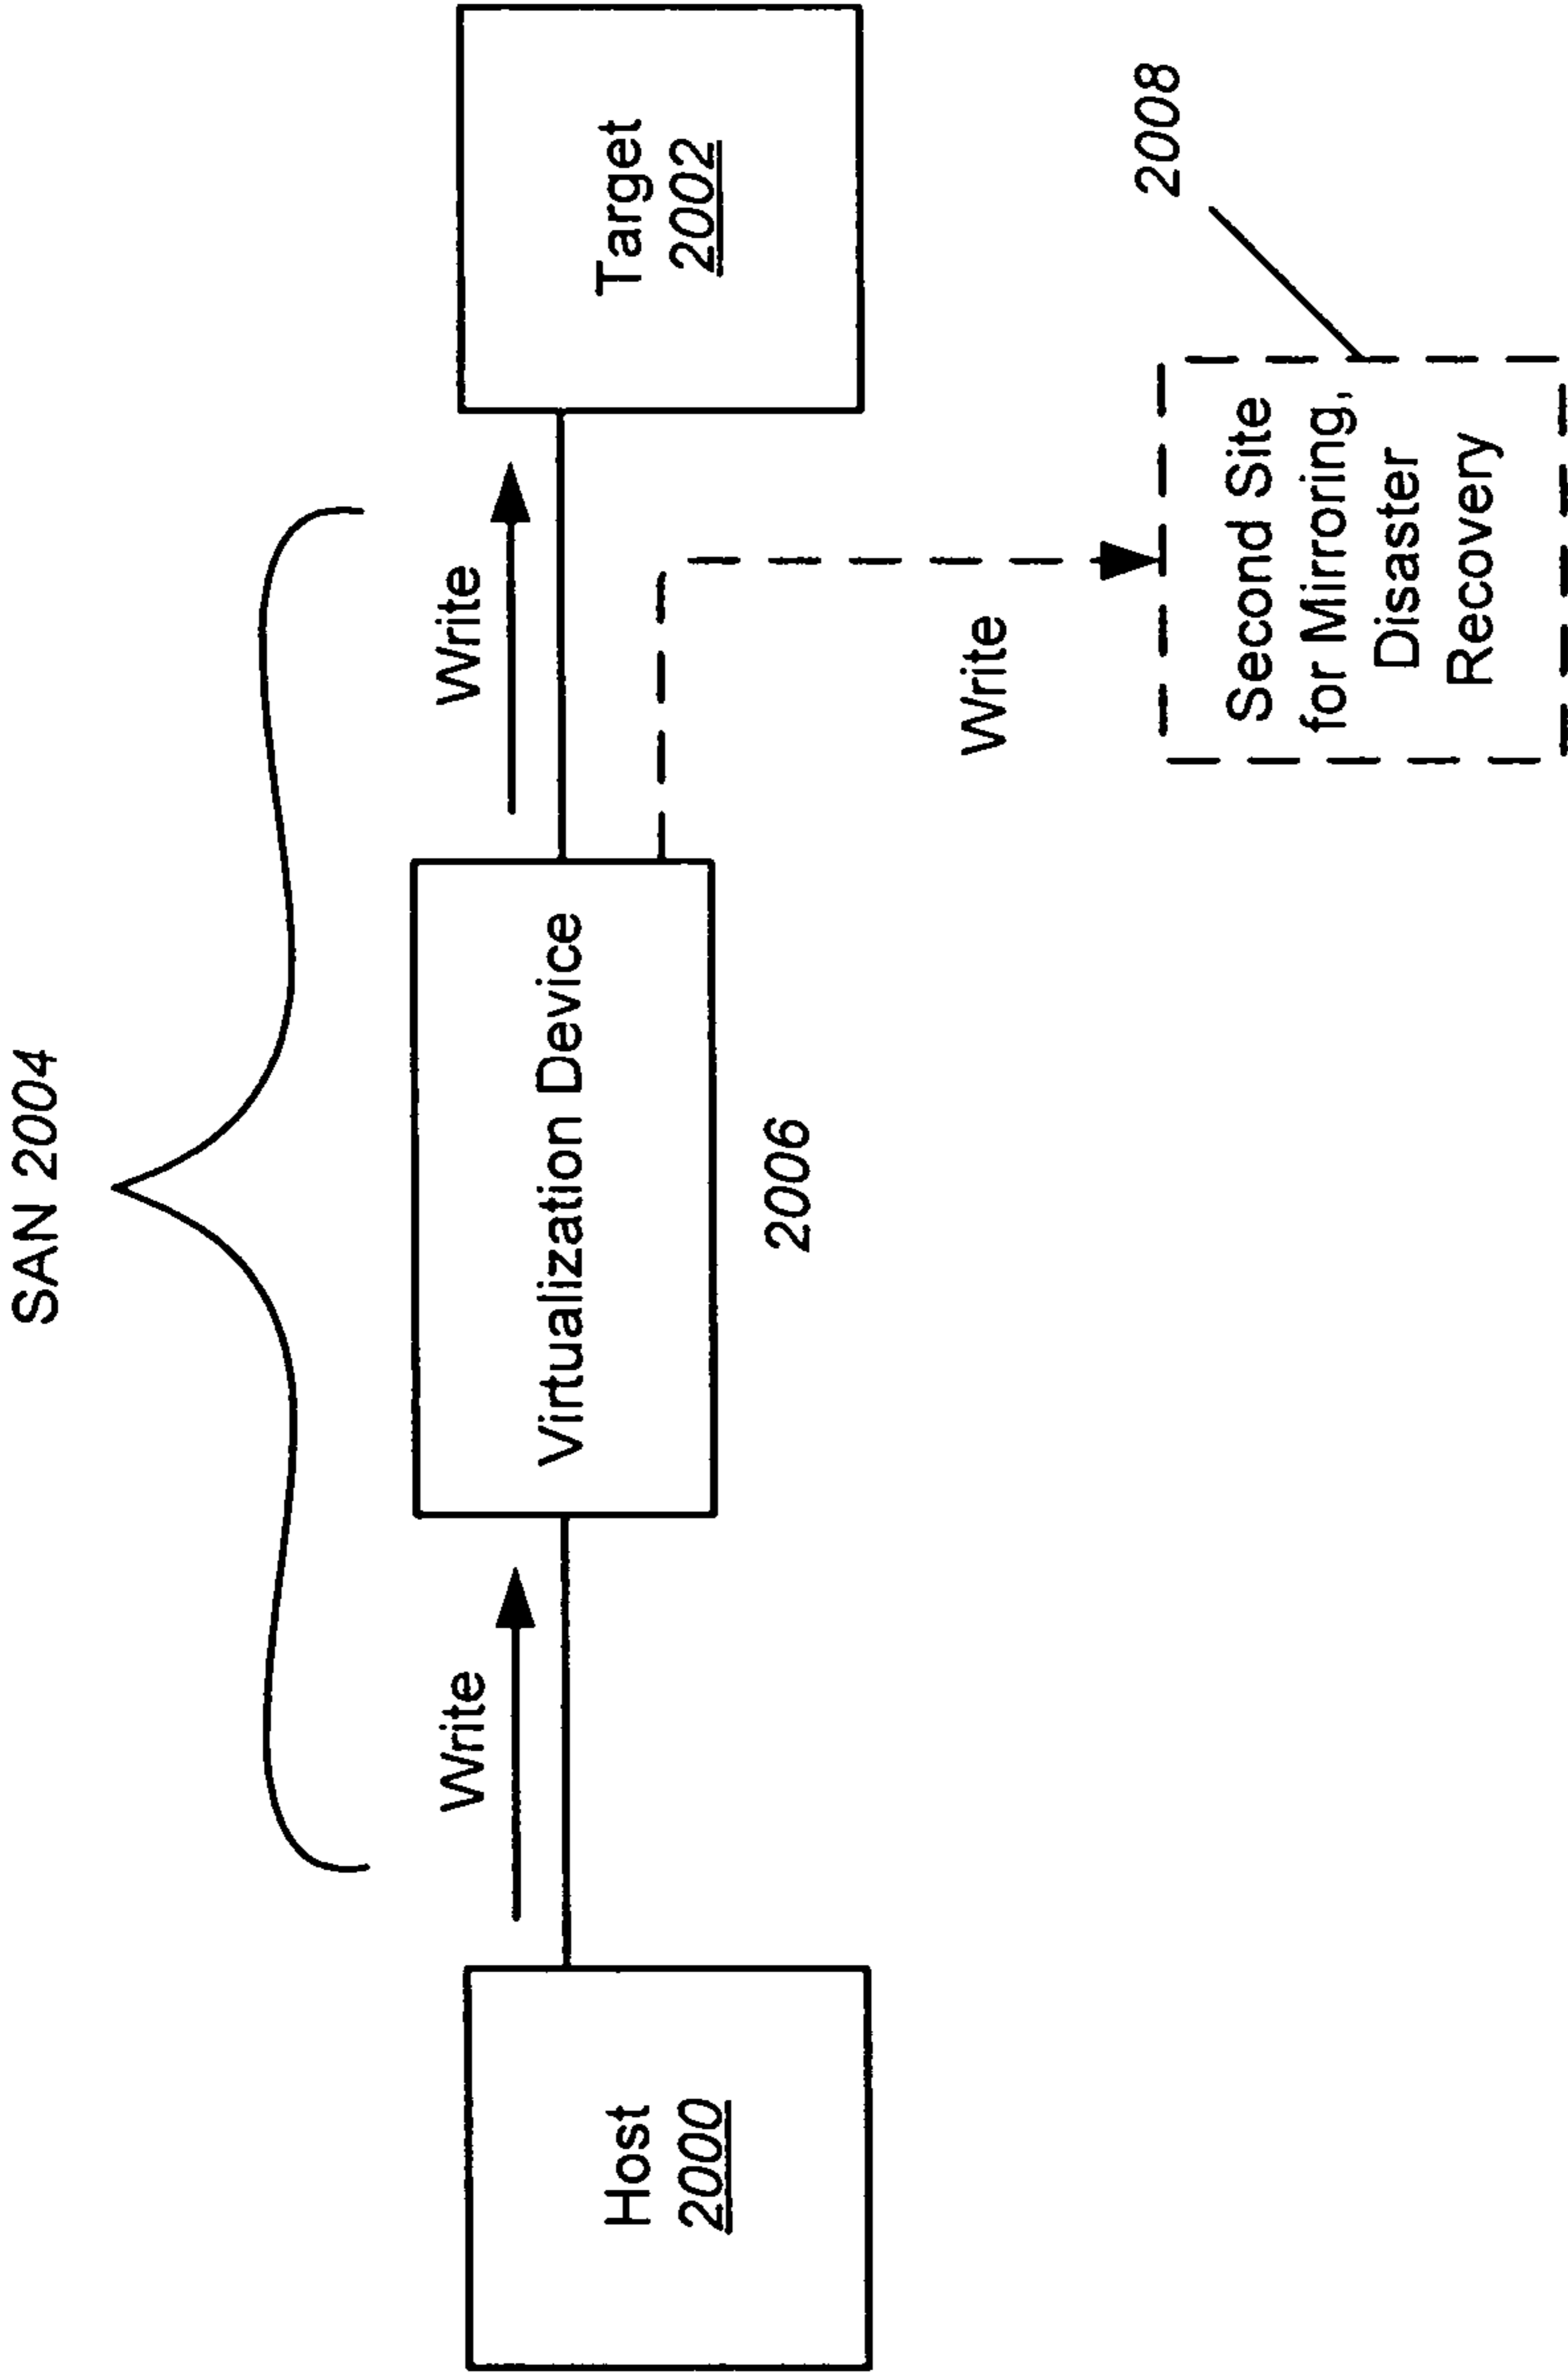 SAN 2004
Write
Write
Host
2000
Virtualization Device
2006
Target
2002
Write
2008
Second Site
for Mirroring,
Disaster
Recovery